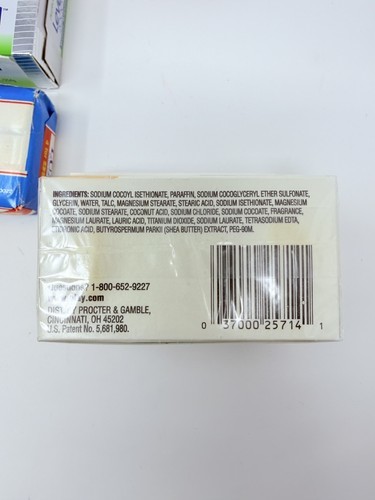 INGREDIENTS: SODIUM COCOYL ISETHIONATE, PARAFFIN, SODIUM COCOGLYCERYL ETHER SULFONATE,
GLYCERIN, WATER, TALC, MAGNESIUM STEARATE, STEARIC ACID, SODIUM ISETHIONATE, MAGNESIUM
COCOATE, SODIUM STEARATE, COCONUT ACID, SODIUM CHLORIDE, SODIUM COCOATE, FRAGRANCE,
MAGNESIUM LAURATE, LAURIC ACID, TITANIUM DIOXIDE, SODIUM LAURATE, TETRASODIUM EDTA,
ACID, BUTYROSPERMUM PARKII (SHEA BUTTER) EXTRACT, PEG-90M.
1-800-652-9227
PROCTER & GAMBLE,
CINCINNATI, OH 45202
U.S. Patent No. 5,681,980.
0 37000 25714 1